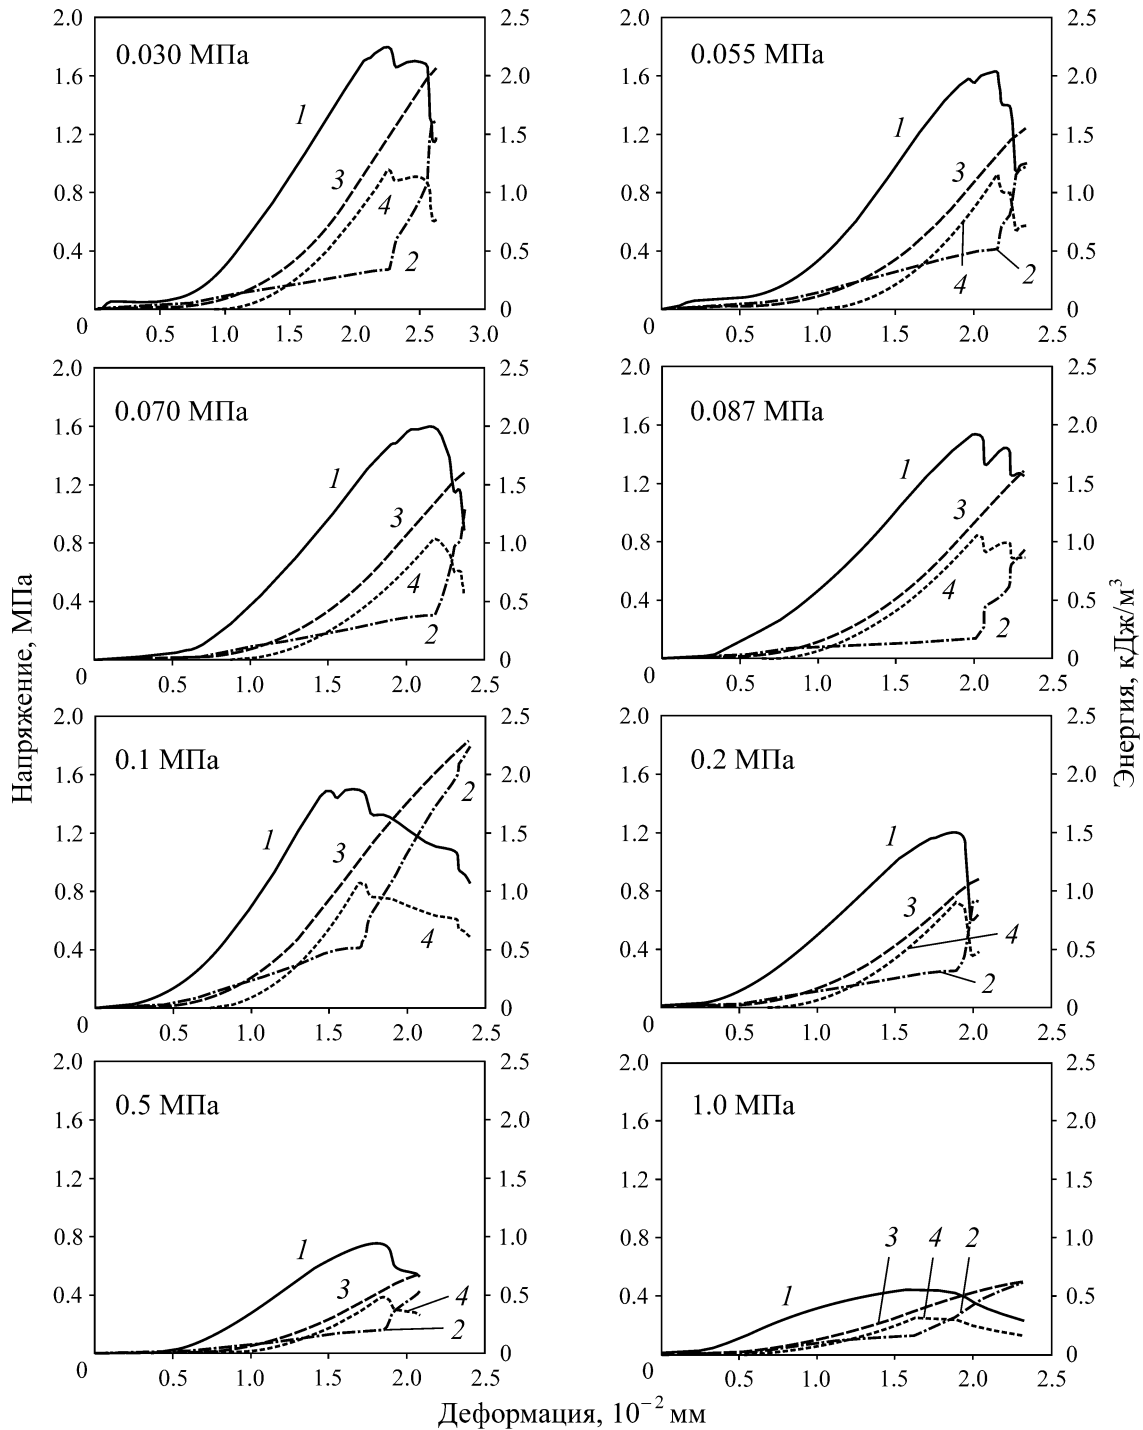 2.0 2.5 2.0 2.5
0.030 МПа 0.055 МПа
1.6 2.0 1.6 2.0
1 1
1.2 1.5 1.2 1.5
3 3
0.8 1.0 0.8 1.0
4
0.4 2 0.5 0.4 4 2 0.5
0 0
0 0.5 1.0 1.5 2.0 2.5 3.0 0 0.5 1.0 1.5 2.0 2.5
2.0 2.5 2.0 2.5
0.070 МПа 0.087 МПа
1.6 2.0 1.6 2.0
1 1
1.2 1.5 1.2 1.5
3 3
0.8 1.0 0.8 1.0
4 4
0.4 2 0.5 0.4 2 0.5
0 0
0 0.5 1.0 1.5 2.0 2.5 0 0.5 1.0 1.5 2.0 2.5
Напряжение, МПа
Энергия, кДж/м³
2.0 2.5 2.0 2.5
0.1 МПа 0.2 МПа
1.6 2 2.0 1.6 2.0
1 3 1
1.2 1.5 1.2 1.5
0.8 1.0 0.8 3 1.0
4 4
0.4 0.5 0.4 2 0.5
0 0
0 0.5 1.0 1.5 2.0 2.5 0 0.5 1.0 1.5 2.0 2.5
2.0 2.5 2.0 2.5
0.5 МПа 1.0 МПа
1.6 2.0 1.6 2.0
1.2 1.5 1.2 1.5
0.8 1 1.0 0.8 3 4 2 1.0
0.4 3 4 0.5 0.4 1 0.5
2
0 0
0 0.5 1.0 1.5 2.0 2.5 0 0.5 1.0 1.5 2.0 2.5
Деформация, 10⁻² мм